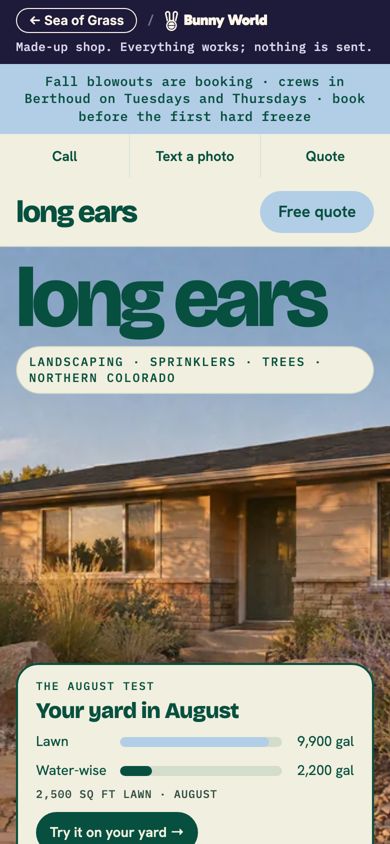 ← Sea of Grass / Bunny World
Made-up shop. Everything works; nothing is sent.
Fall blowouts are booking · crews in
Berthoud on Tuesdays and Thursdays · book
before the first hard freeze
Call Text a photo Quote
long ears Free quote
long ears
LANDSCAPING · SPRINKLERS · TREES ·
NORTHERN COLORADO
THE AUGUST TEST
Your yard in August
Lawn 9,900 gal
Water-wise 2,200 gal
2,500 SQ FT LAWN · AUGUST
Try it on your yard →